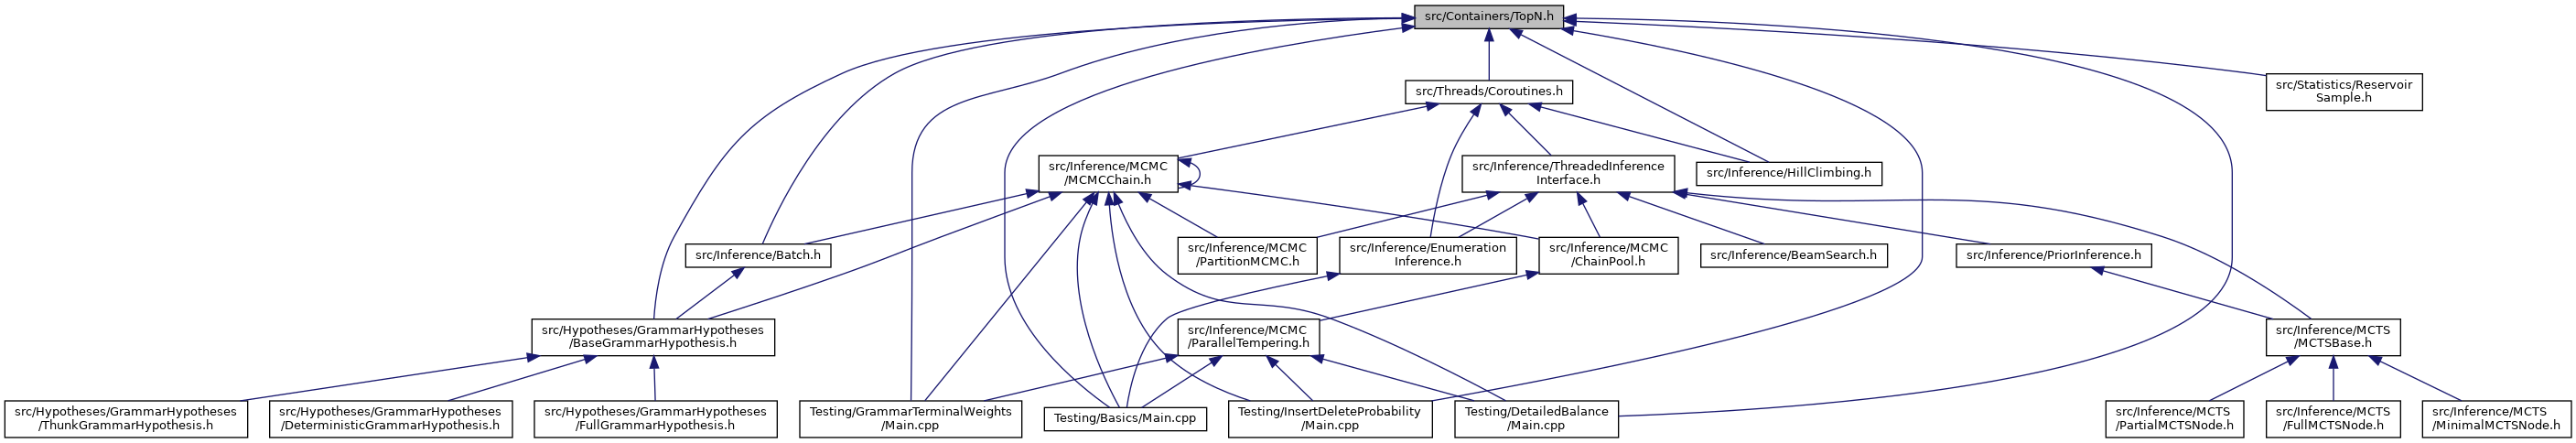 src/Containers/TopN.h
src/Statistics/Reservoir
Sample.h
src/Threads/Coroutines.h
src/Inference/MCMC
/MCMCChain.h
src/Inference/ThreadedInference
Interface.h
src/Inference/HillClimbing.h
src/Inference/Batch.h
src/Inference/MCMC
/PartitionMCMC.h
src/Inference/Enumeration
Inference.h
src/Inference/MCMC
/ChainPool.h
src/Inference/BeamSearch.h
src/Inference/PriorInference.h
src/Hypotheses/GrammarHypotheses
/BaseGrammarHypothesis.h
src/Inference/MCMC
/ParallelTempering.h
src/Inference/MCTS
/MCTSBase.h
src/Hypotheses/GrammarHypotheses
/ThunkGrammarHypothesis.h
src/Hypotheses/GrammarHypotheses
/DeterministicGrammarHypothesis.h
src/Hypotheses/GrammarHypotheses
/FullGrammarHypothesis.h
Testing/GrammarTerminalWeights
/Main.cpp
Testing/Basics/Main.cpp
Testing/InsertDeleteProbability
/Main.cpp
Testing/DetailedBalance
/Main.cpp
src/Inference/MCTS
/PartialMCTSNode.h
src/Inference/MCTS
/FullMCTSNode.h
src/Inference/MCTS
/MinimalMCTSNode.h